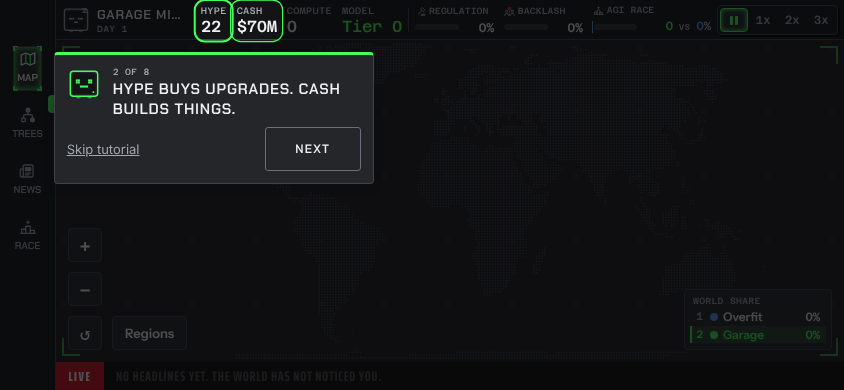 GARAGE MI...
DAY 1
HYPE
22
CASH
$70M
COMPUTE
0
MODEL
Tier 0
REGULATION
0%
BACKLASH
0%
AGI RACE
0 vs 0%
1x 2x 3x
MAP
TREES
NEWS
RACE
2 OF 8
HYPE BUYS UPGRADES. CASH
BUILDS THINGS.
Skip tutorial
NEXT
+
−
↺
Regions
WORLD SHARE
1 Overfit 0%
2 Garage 0%
LIVE
NO HEADLINES YET. THE WORLD HAS NOT NOTICED YOU.